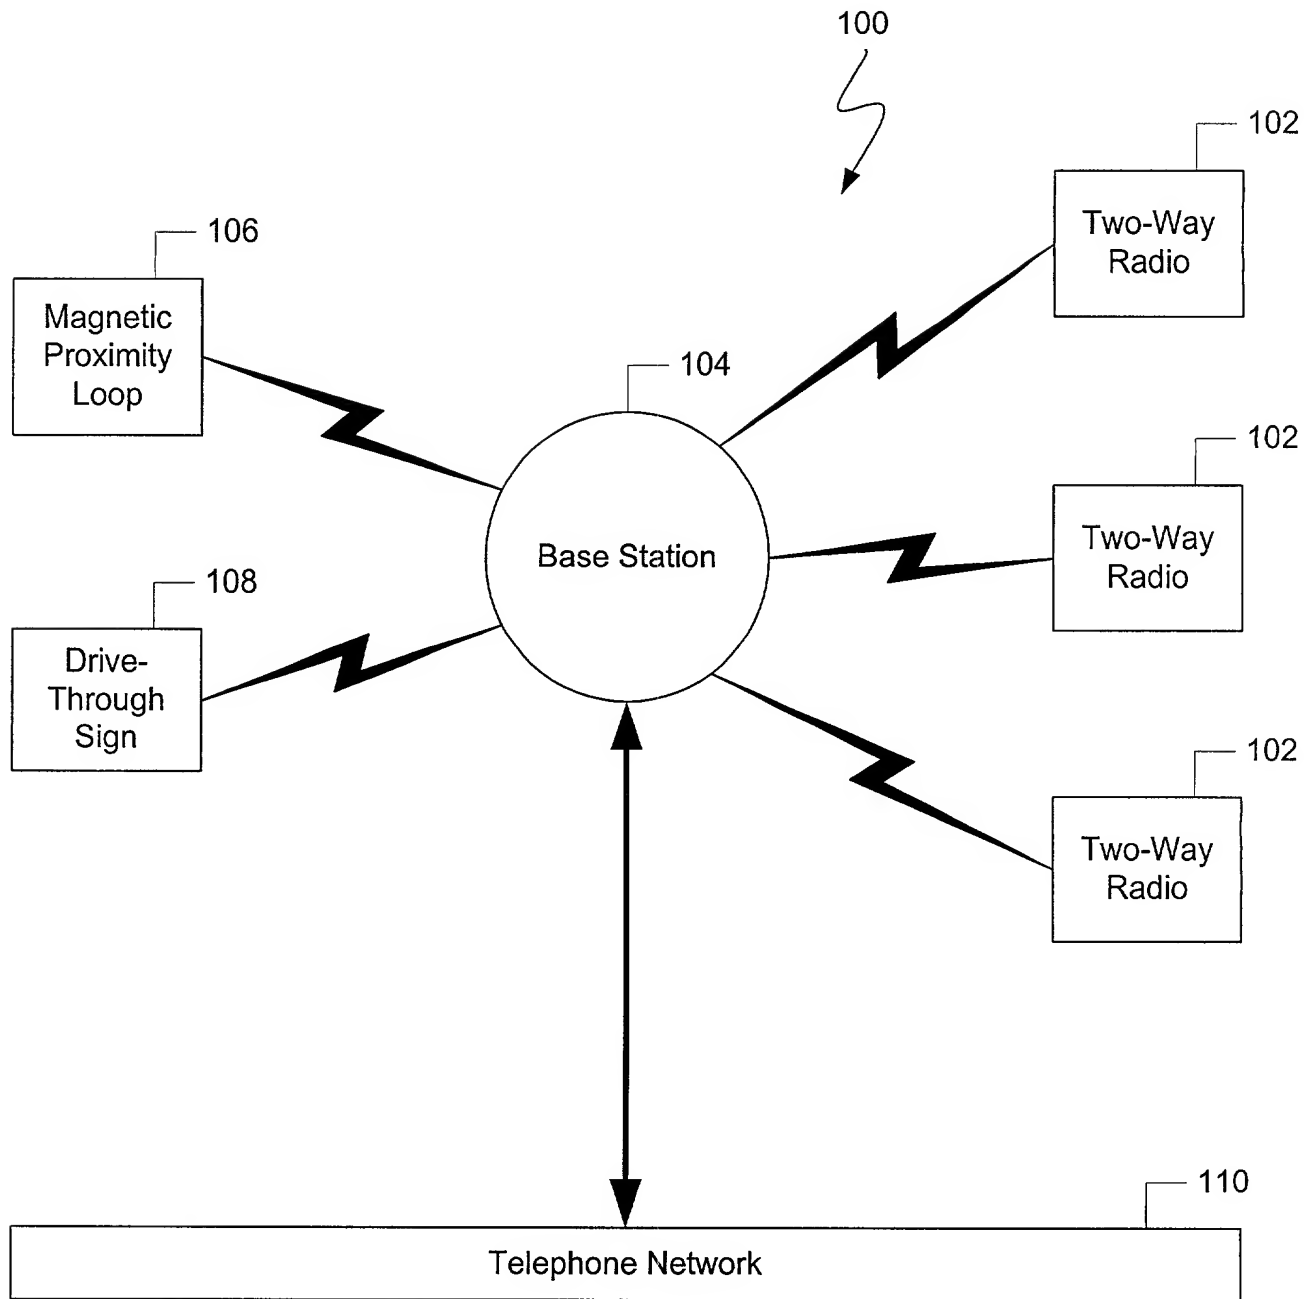 100
102
Two-Way
Radio
106
Magnetic
Proximity
Loop
104
Base Station
102
Two-Way
Radio
108
Drive-
Through
Sign
102
Two-Way
Radio
110
Telephone Network